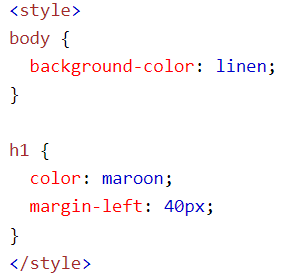 <style>
body {
  background-color: linen;
}

h1 {
  color: maroon;
  margin-left: 40px;
}
</style>